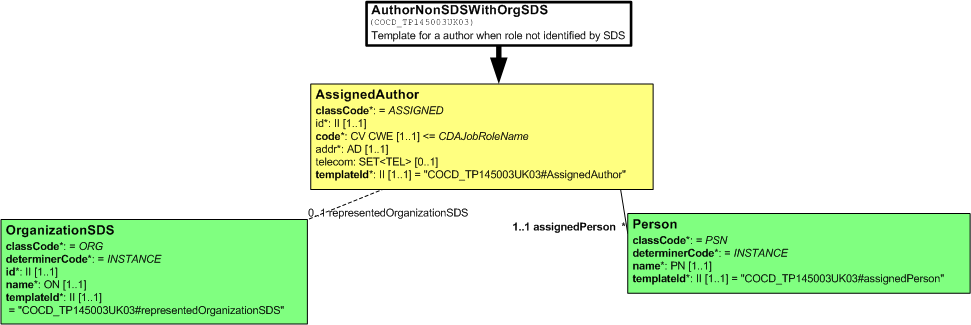 AuthorNonSDSWithOrgSDS
(COCD_TP145003UK03)
Template for a author when role not identified by SDS
AssignedAuthor
classCode*: = ASSIGNED
id*: II [1..1]
code*: CV CWE [1..1] <= CDAJobRoleName
addr*: AD [1..1]
telecom: SET<TEL> [0..1]
templateId*: II [1..1] = "COCD_TP145003UK03#AssignedAuthor"
0..1 representedOrganizationSDS
1..1 assignedPerson *
OrganizationSDS
classCode*: = ORG
determinerCode*: = INSTANCE
id*: II [1..1]
name*: ON [1..1]
templateId*: II [1..1]
= "COCD_TP145003UK03#representedOrganizationSDS"
Person
classCode*: = PSN
determinerCode*: = INSTANCE
name*: PN [1..1]
templateId*: II [1..1] = "COCD_TP145003UK03#assignedPerson"